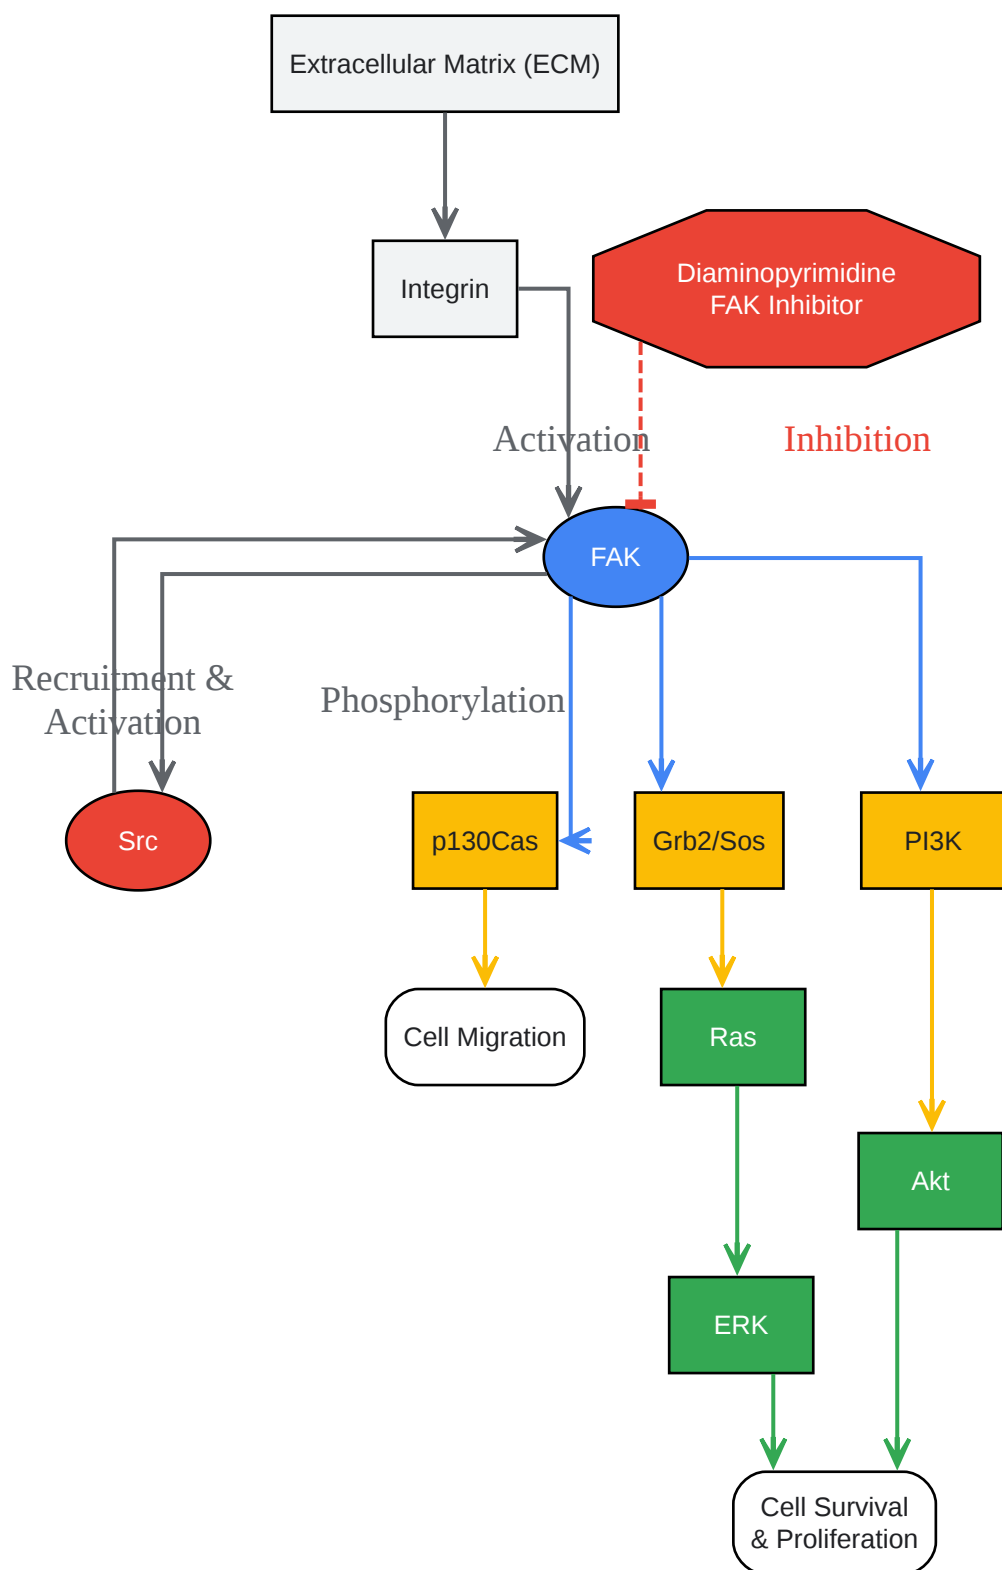 Extracellular Matrix (ECM)
Integrin
Diaminopyrimidine
FAK Inhibitor
Activation
Inhibition
FAK
Recruitment &
Activation
Phosphorylation
Src
p130Cas
Grb2/Sos
PI3K
Cell Migration
Ras
Akt
ERK
Cell Survival
& Proliferation